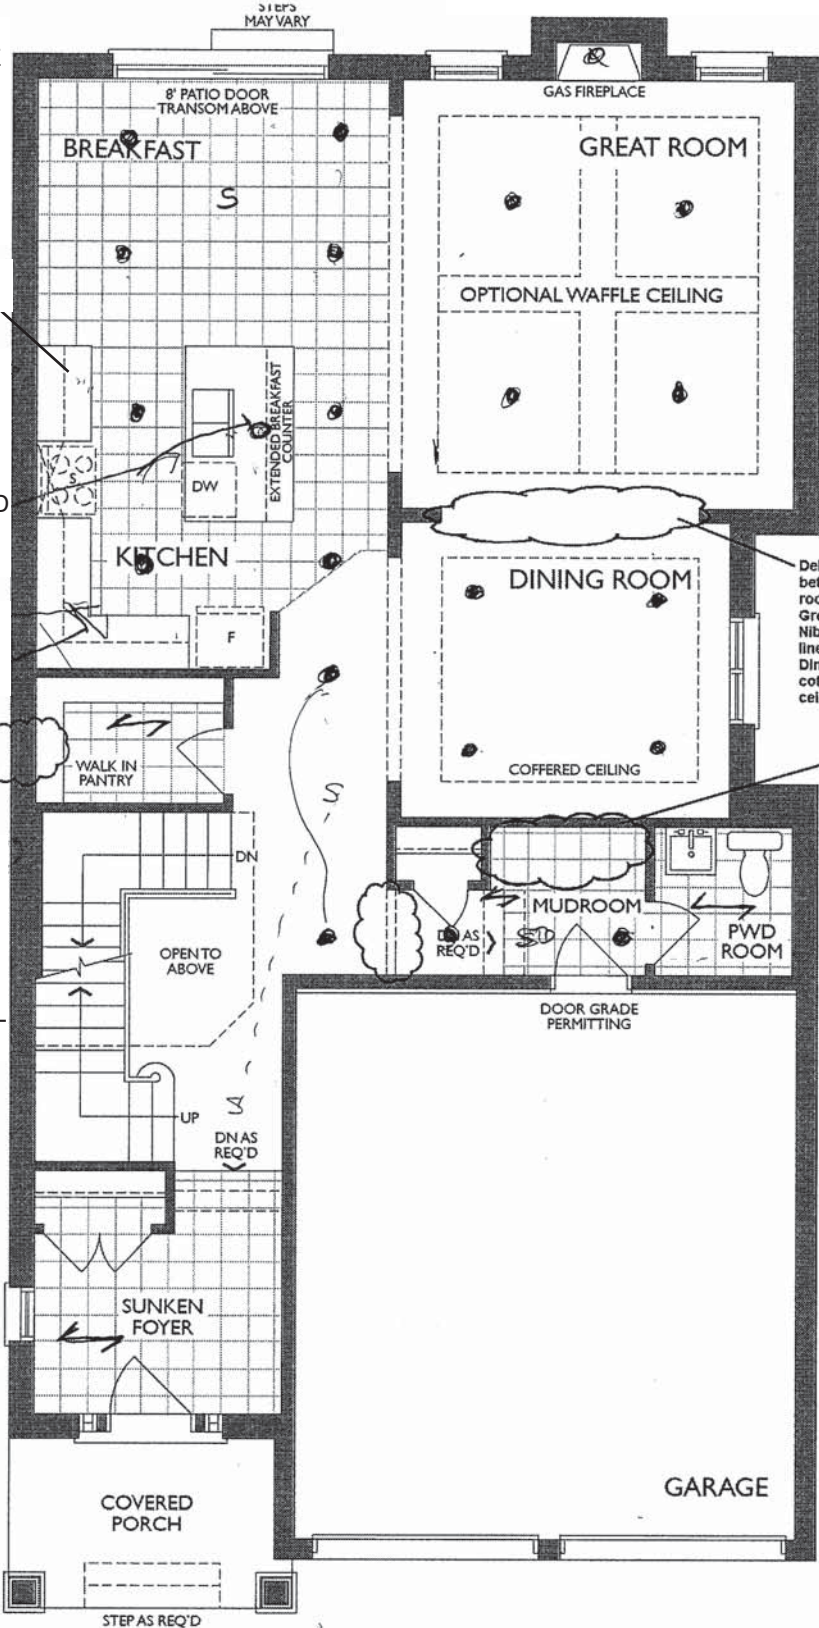 STEPS
MAY VARY
8' PATIO DOOR
TRANSOM ABOVE
GAS FIREPLACE
BREAKFAST
GREAT ROOM
S
OPTIONAL WAFFLE CEILING
EXTENDED BREAKFAST
COUNTER
S
DW
KITCHEN
DINING ROOM
F
WALK IN
PANTRY
COFFERED CEILING
S
DN
OPEN TO
ABOVE
MUDROOM
DN AS
REQ'D
PWD
ROOM
DOOR GRADE
PERMITTING
UP
S
DN AS
REQ'D
SUNKEN
FOYER
GARAGE
COVERED
PORCH
STEP AS REQ'D